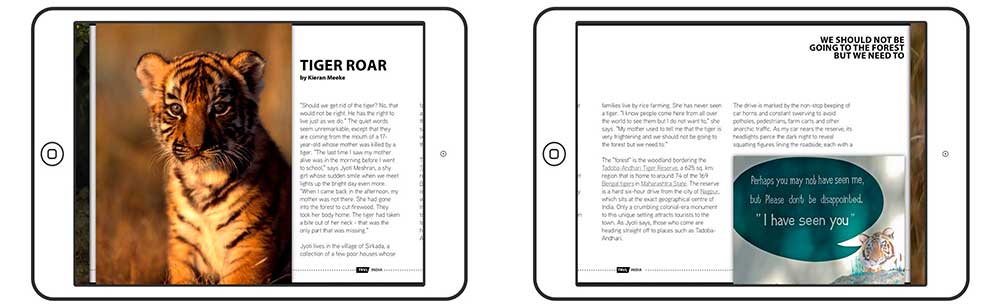 TIGER ROAR
by Kieran Meeke
"Should we get rid of the tiger? No, that
would not be right. He has the right to
live just as we do." The quiet words
seem unremarkable, except that they
are coming from the mouth of a 17-
year-old whose mother was killed by a
tiger. "The last time I saw my mother
alive was in the morning before I went
to school," says Jyoti Meshran, a shy
girl whose sudden smile when we meet
lights up the bright day even more.
"When I came back in the afternoon, my
mother was not there. She had gone
into the forest to cut firewood. They
took her body home. The tiger had taken
a bite out of her neck - that was the
only part that was missing."
Jyoti lives in the village of Sirkada, a
collection of a few poor houses whose
TRVL INDIA
WE SHOULD NOT BE
GOING TO THE FOREST
BUT WE NEED TO
families live by rice farming. She has never seen
a tiger. "I know people come here from all over
the world to see them but I do not want to," she
says. "My mother used to tell me that the tiger is
very frightening and we should not be going to
the forest but we need to."
The "forest" is the woodland bordering the
Tadoba-Andhari Tiger Reserve, a 625 sq. km.
region that is home to around 74 of the 169
Bengal tigers in Maharashtra State. The reserve
is a hard six-hour drive from the city of Nagpur,
which sits at the exact geographical centre of
India. Only a crumbling colonial-era monument
to this unique setting attracts tourists to the
town. As Jyoti says, those who come are
heading straight off to places such as Tadoba-
Andhari.
The drive is marked by the non-stop beeping of
car horns and constant swerving to avoid
potholes, pedestrians, farm carts and other
anarchic traffic. As my car nears the reserve, its
headlights pierce the dark night to reveal
squatting figures lining the roadside, each with a
Perhaps you may not have seen me,
but Please don't be disappointed.
"I have seen you"
TRVL INDIA